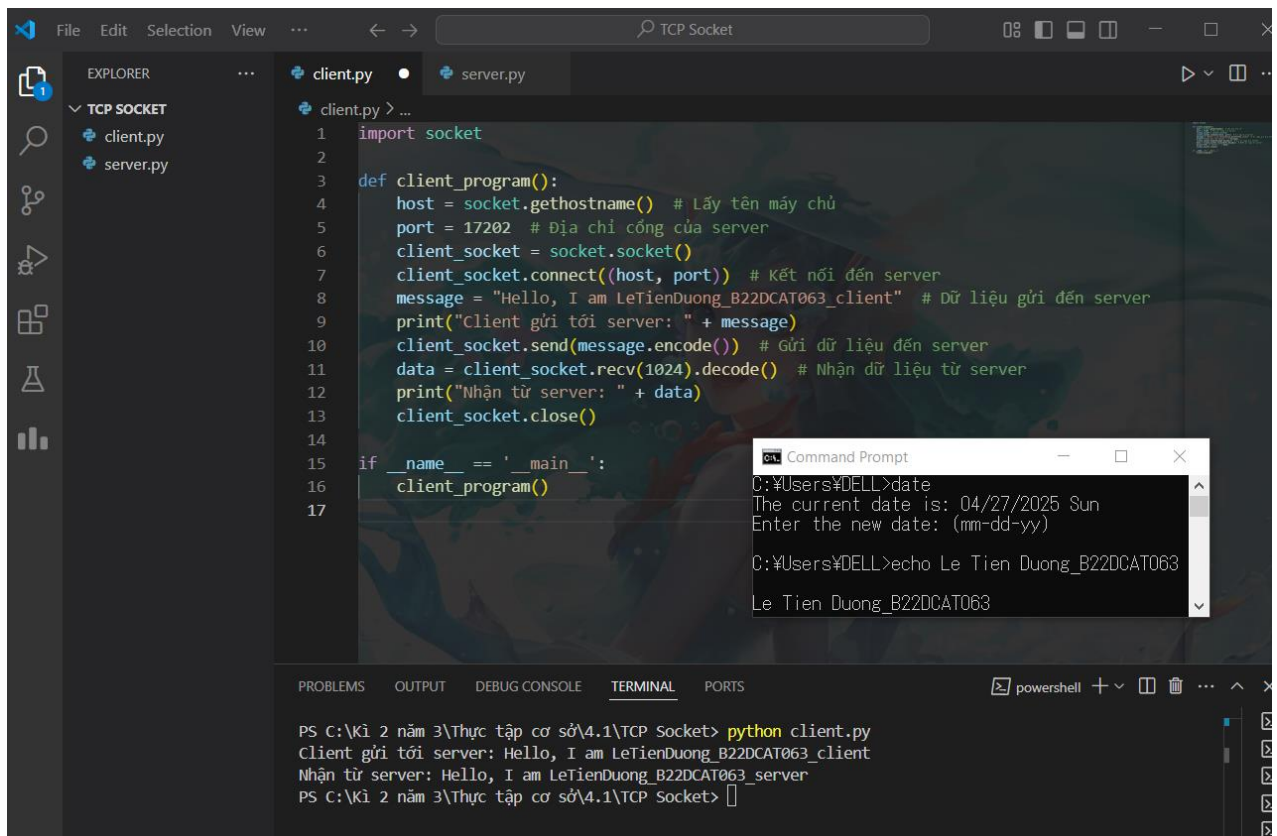 File Edit Selection View ... TCP Socket
EXPLORER ...
TCP SOCKET
client.py
server.py
client.py server.py
client.py > ...
1 import socket
2
3 def client_program():
4 host = socket.gethostname() # Lấy tên máy chủ
5 port = 17202 # Địa chỉ cổng của server
6 client_socket = socket.socket()
7 client_socket.connect((host, port)) # Kết nối đến server
8 message = "Hello, I am LeTienDuong_B22DCAT063_client" # Dữ liệu gửi đến server
9 print("Client gửi tới server: " + message)
10 client_socket.send(message.encode()) # Gửi dữ liệu đến server
11 data = client_socket.recv(1024).decode() # Nhận dữ liệu từ server
12 print("Nhận từ server: " + data)
13 client_socket.close()
14
15 if __name__ == '__main__':
16 client_program()
17
Command Prompt
C:¥Users¥DELL>date
The current date is: 04/27/2025 Sun
Enter the new date: (mm-dd-yy)
C:¥Users¥DELL>echo Le Tien Duong_B22DCAT063
Le Tien Duong_B22DCAT063
PROBLEMS OUTPUT DEBUG CONSOLE TERMINAL PORTS powershell
PS C:\Kì 2 năm 3\Thực tập cơ sở\4.1\TCP Socket> python client.py
Client gửi tới server: Hello, I am LeTienDuong_B22DCAT063_client
Nhận từ server: Hello, I am LeTienDuong_B22DCAT063_server
PS C:\Kì 2 năm 3\Thực tập cơ sở\4.1\TCP Socket>